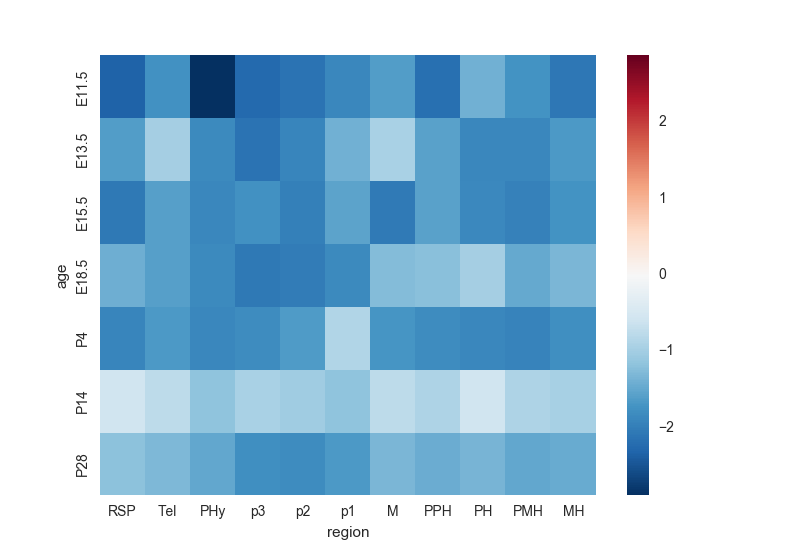 age
E11.5
E13.5
E15.5
E18.5
P4
P14
P28
RSP Tel PHy p3 p2 p1 M PPH PH PMH MH
region
2
1
0
−1
−2